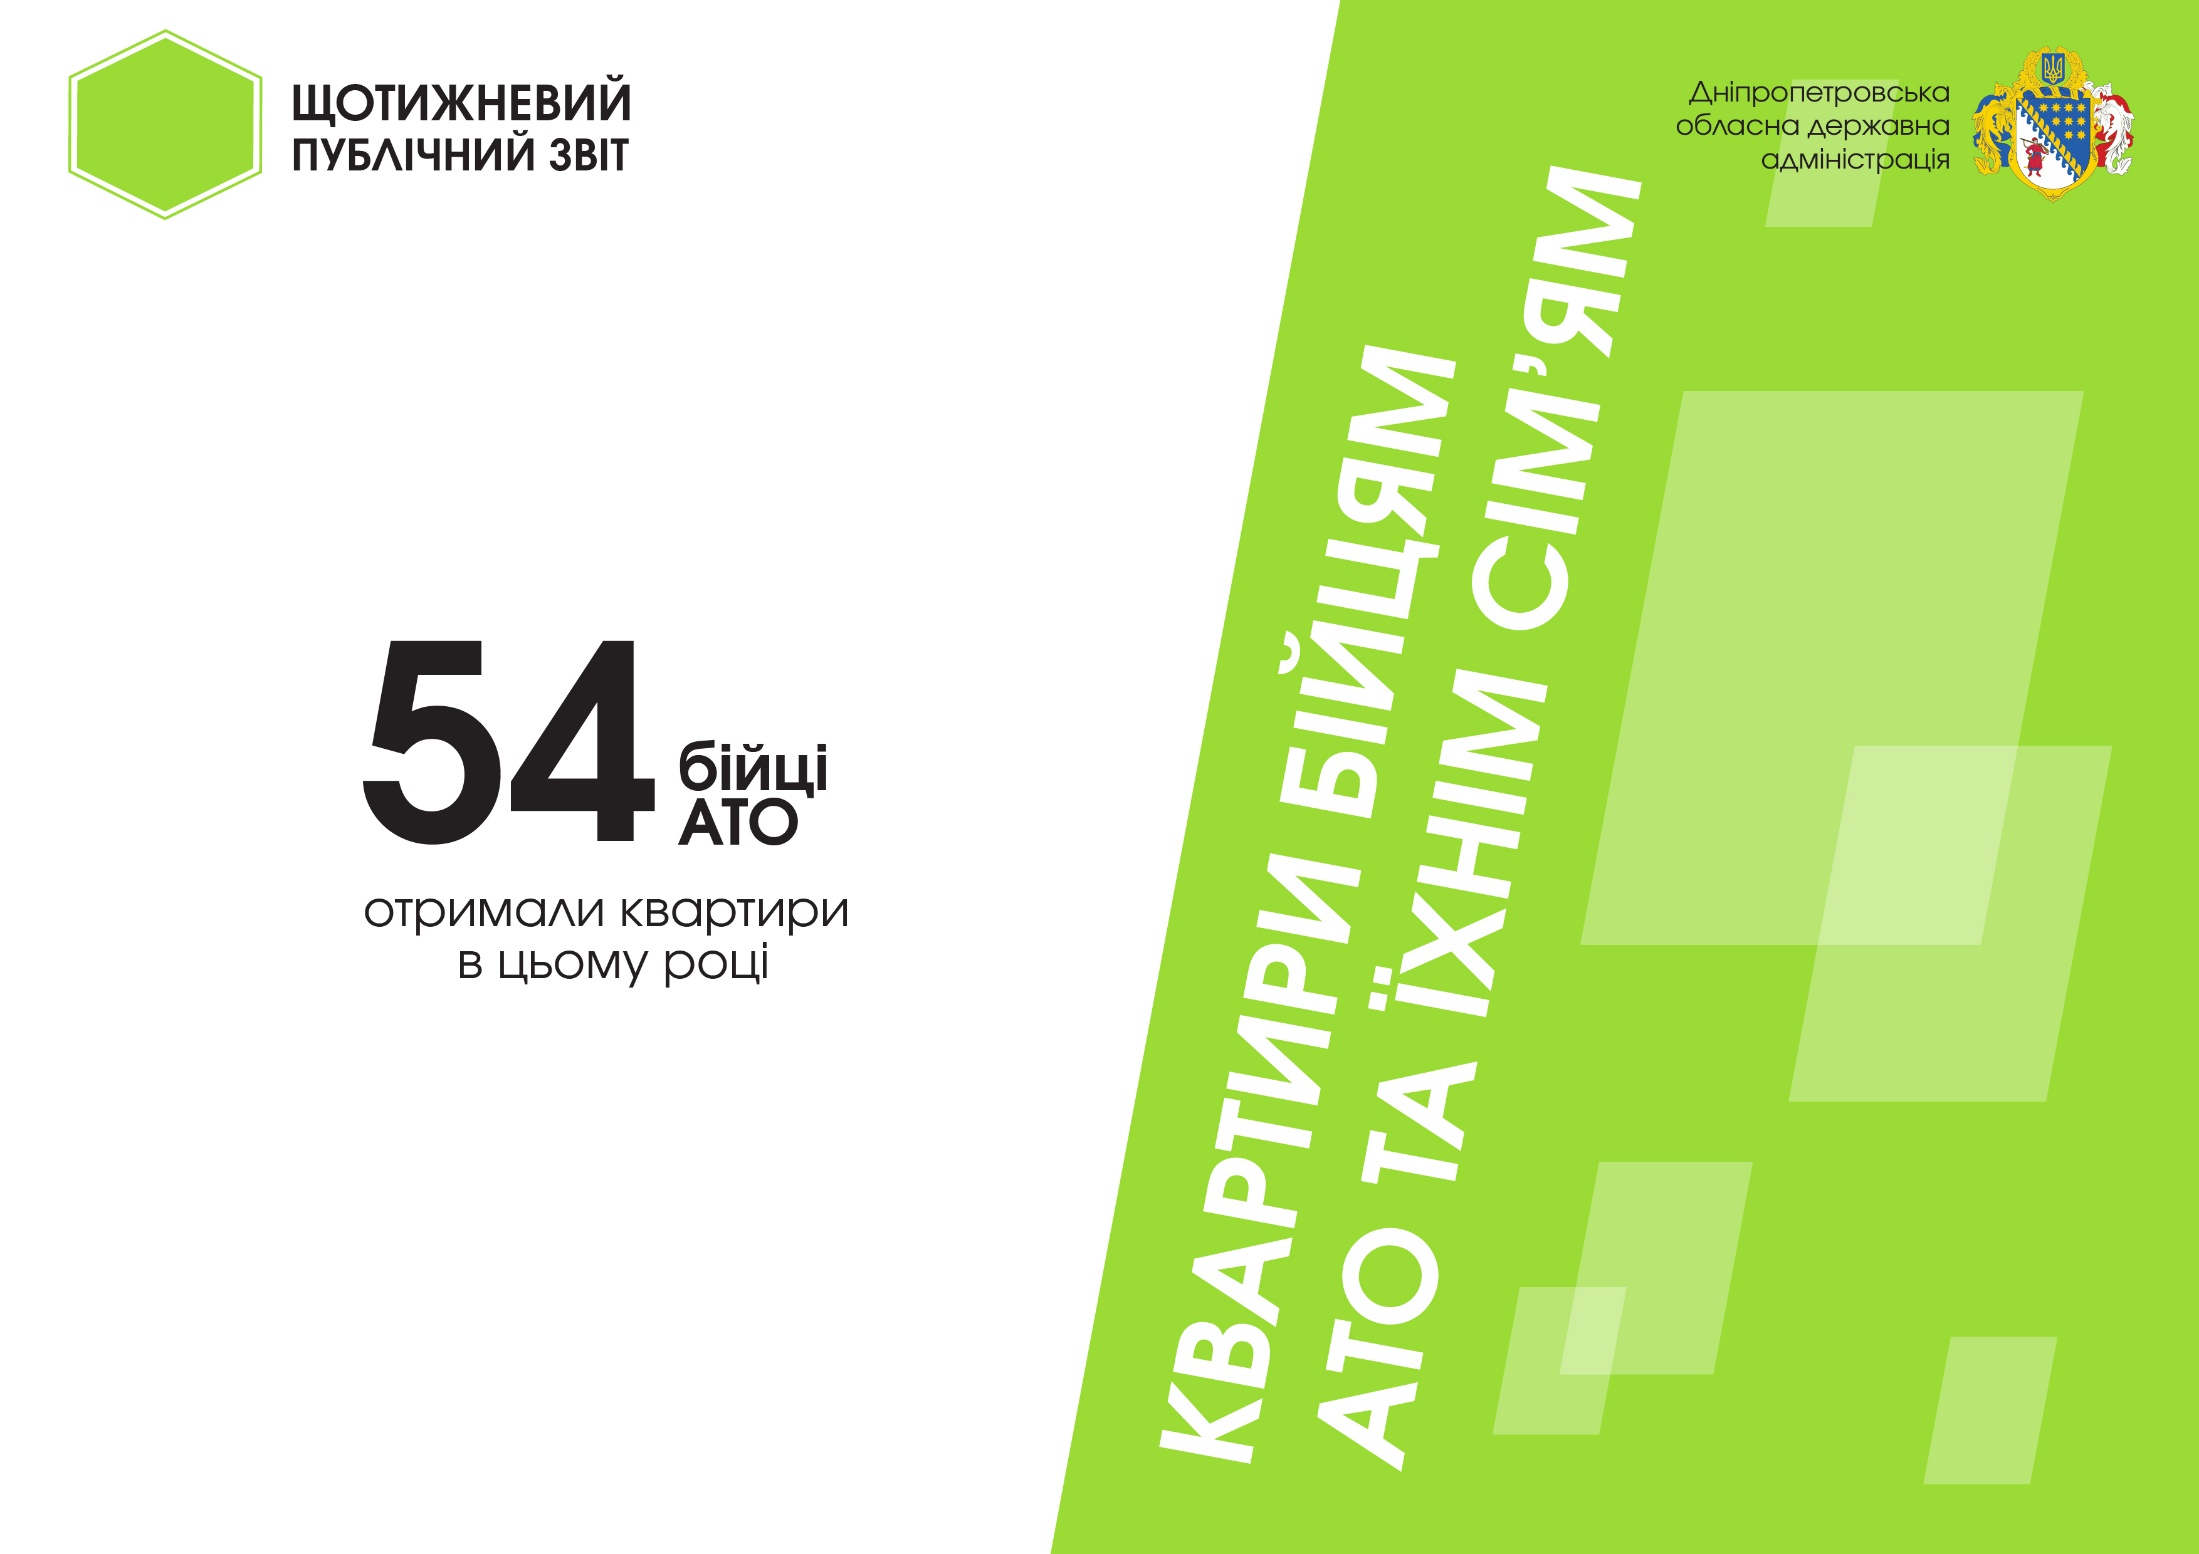 ЩОТИЖНЕВИЙ
ПУБЛІЧНИЙ ЗВІТ
Дніпропетровська
обласна державна
адміністрація
54 бійці
АТО
отримали квартири
в цьому році
КВАРТИРИ БІЙЦЯМ
АТО ТА ЇХНІМ СІМ’ЯМ